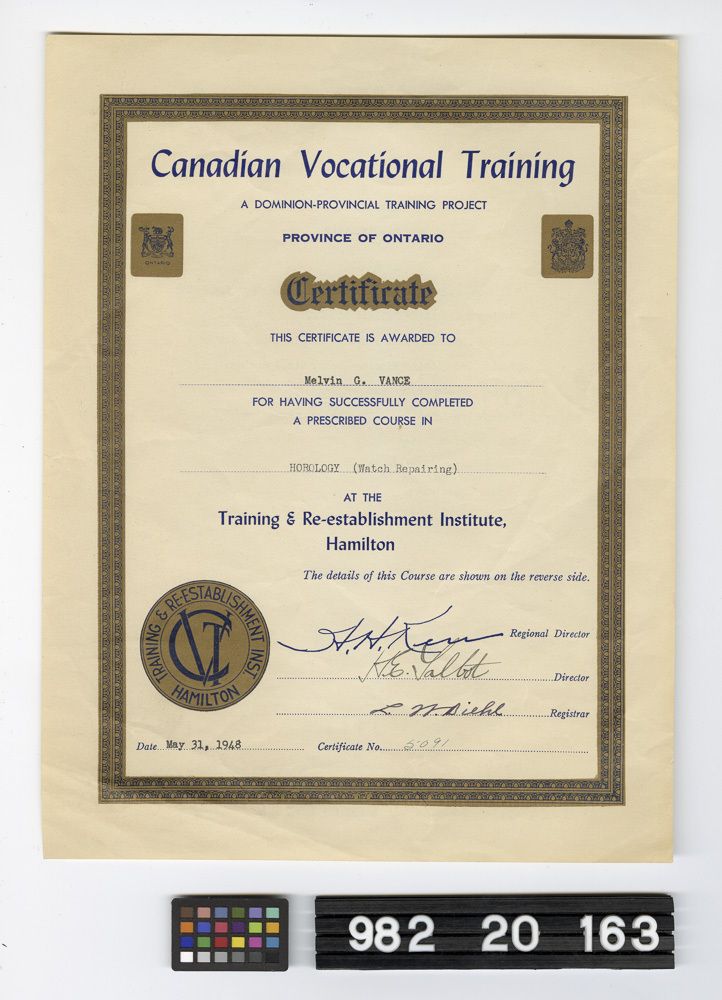 Canadian Vocational Training
A DOMINION-PROVINCIAL TRAINING PROJECT
PROVINCE OF ONTARIO
ONTARIO
Certificate
THIS CERTIFICATE IS AWARDED TO
Melvin G. VANCE
FOR HAVING SUCCESSFULLY COMPLETED
A PRESCRIBED COURSE IN
HOROLOGY (Watch Repairing)
AT THE
Training & Re-establishment Institute,
Hamilton
The details of this Course are shown on the reverse side.
TRAINING & RE-ESTABLISHMENT INST.
CVT
HAMILTON
H.H. Kerr Regional Director
H.E. Talbot Director
L W Diehl Registrar
Date May 31, 1948 Certificate No. 5091
982 20 163